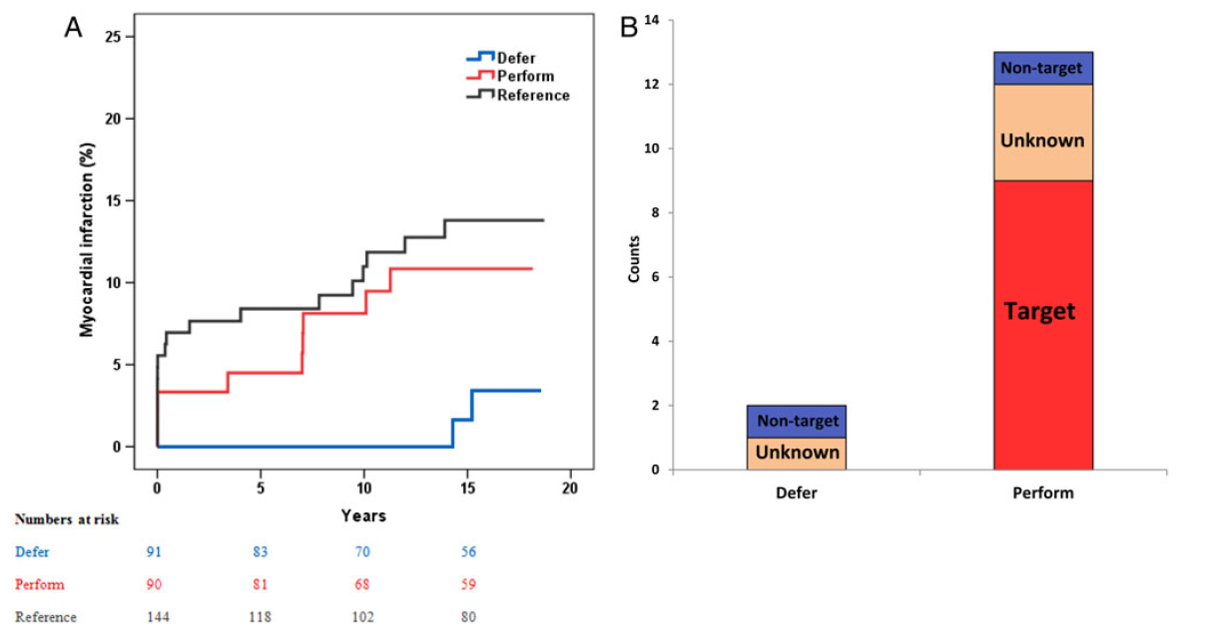 A
25
20
15
10
5
0
Myocardial infarction (%)
Defer
Perform
Reference
0 5 10 15 20
Years
Numbers at risk
Defer 91 83 70 56
Perform 90 81 68 59
Reference 144 118 102 80
B
14
12
10
8
6
4
2
0
Counts
Non-target
Unknown
Non-target
Unknown
Target
Defer Perform